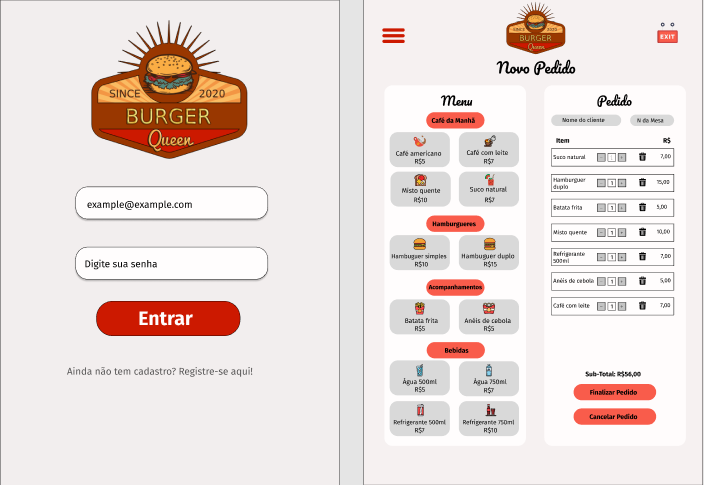 SINCE 2020
BURGER
Queen
example@example.com
Digite sua senha
Entrar
Ainda não tem cadastro? Registre-se aqui!
SINCE 2020
BURGER
Queen
EXIT
Novo Pedido
Menu
Café da Manhã
Café americano
R$5
Café com leite
R$7
Misto quente
R$10
Suco natural
R$7
Hamburgueres
Hambuguer simples
R$10
Hamburguer duplo
R$15
Acompanhamentos
Batata frita
R$5
Anéis de cebola
R$5
Bebidas
Água 500ml
R$5
Água 750ml
R$7
Refrigerante 500ml
R$7
Refrigerante 750ml
R$10
Pedido
Nome do cliente N da Mesa
Item R$
Suco natural - 1 + 7,00
Hamburguer
duplo - 1 + 15,00
Batata frita - 1 + 5,00
Misto quente - 1 + 10,00
Refrigerante
500ml - 1 + 7,00
Anéis de cebola - 1 + 5,00
Café com leite - 1 + 7,00
Sub-Total: R$56,00
Finalizar Pedido
Cancelar Pedido